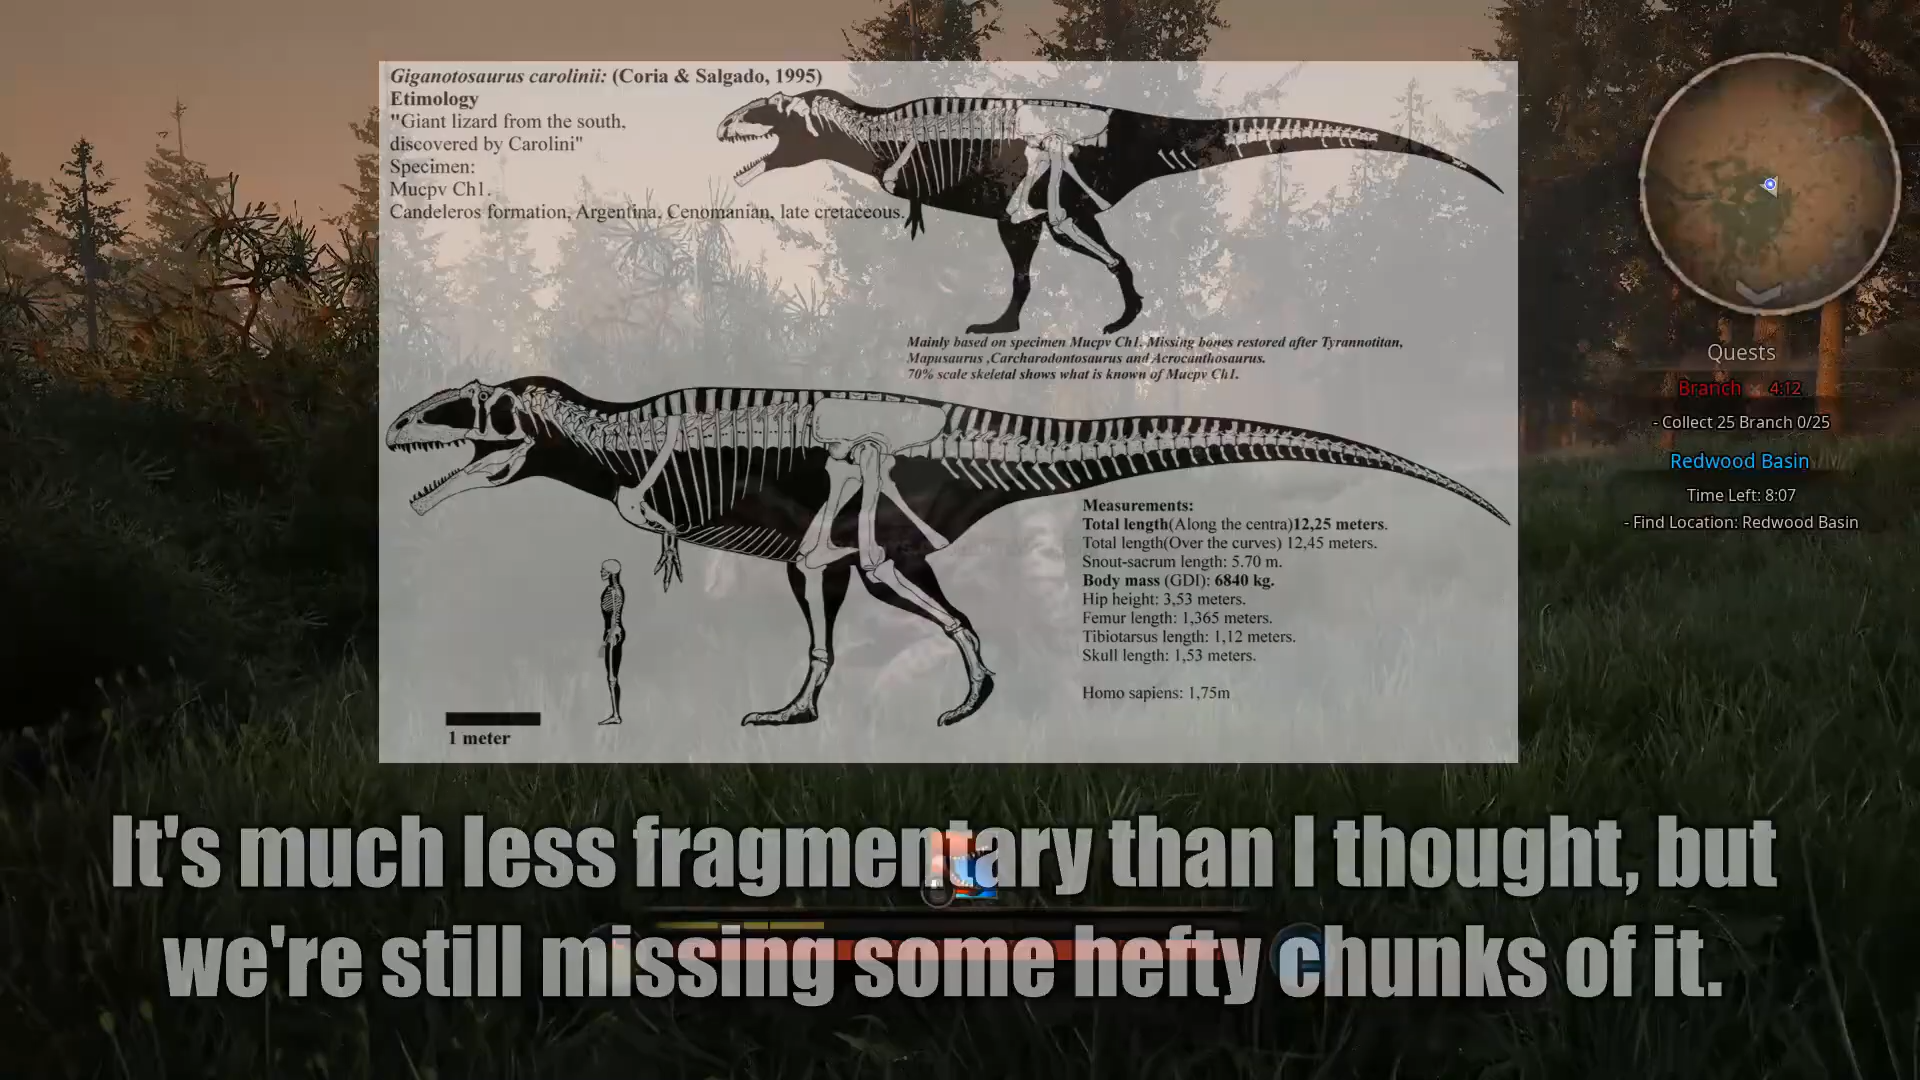 Giganotosaurus carolinii: (Coria & Salgado, 1995)
Etimology
"Giant lizard from the south,
discovered by Carolini"
Specimen:
Mucpv Ch1.
Candeleros formation, Argentina, Cenomanian, late cretaceous.
Mainly based on specimen Mucpv Ch1. Missing bones restored after Tyrannotitan,
Mapusaurus ,Carcharodontosaurus and Acrocanthosaurus.
70% scale skeletal shows what is known of Mucpv Ch1.
Measurements:
Total length(Along the centra)12,25 meters.
Total length(Over the curves) 12,45 meters.
Snout-sacrum length: 5.70 m.
Body mass (GDI): 6840 kg.
Hip height: 3,53 meters.
Femur length: 1,365 meters.
Tibiotarsus length: 1,12 meters.
Skull length: 1,53 meters.
Homo sapiens: 1,75m
1 meter
Quests
Branch 4:12
- Collect 25 Branch 0/25
Redwood Basin
Time Left: 8:07
- Find Location: Redwood Basin
It's much less fragmentary than I thought, but
we're still missing some hefty chunks of it.